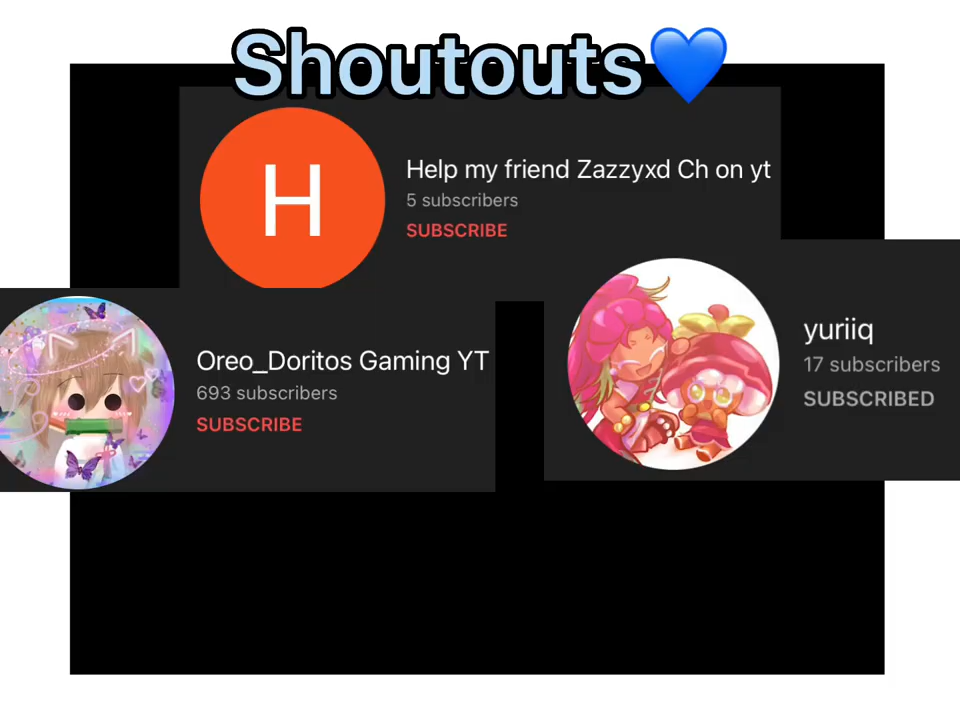 Shoutouts💙
H
Help my friend Zazzyxd Ch on yt
5 subscribers
SUBSCRIBE
Oreo_Doritos Gaming YT
693 subscribers
SUBSCRIBE
yuriiq
17 subscribers
SUBSCRIBED